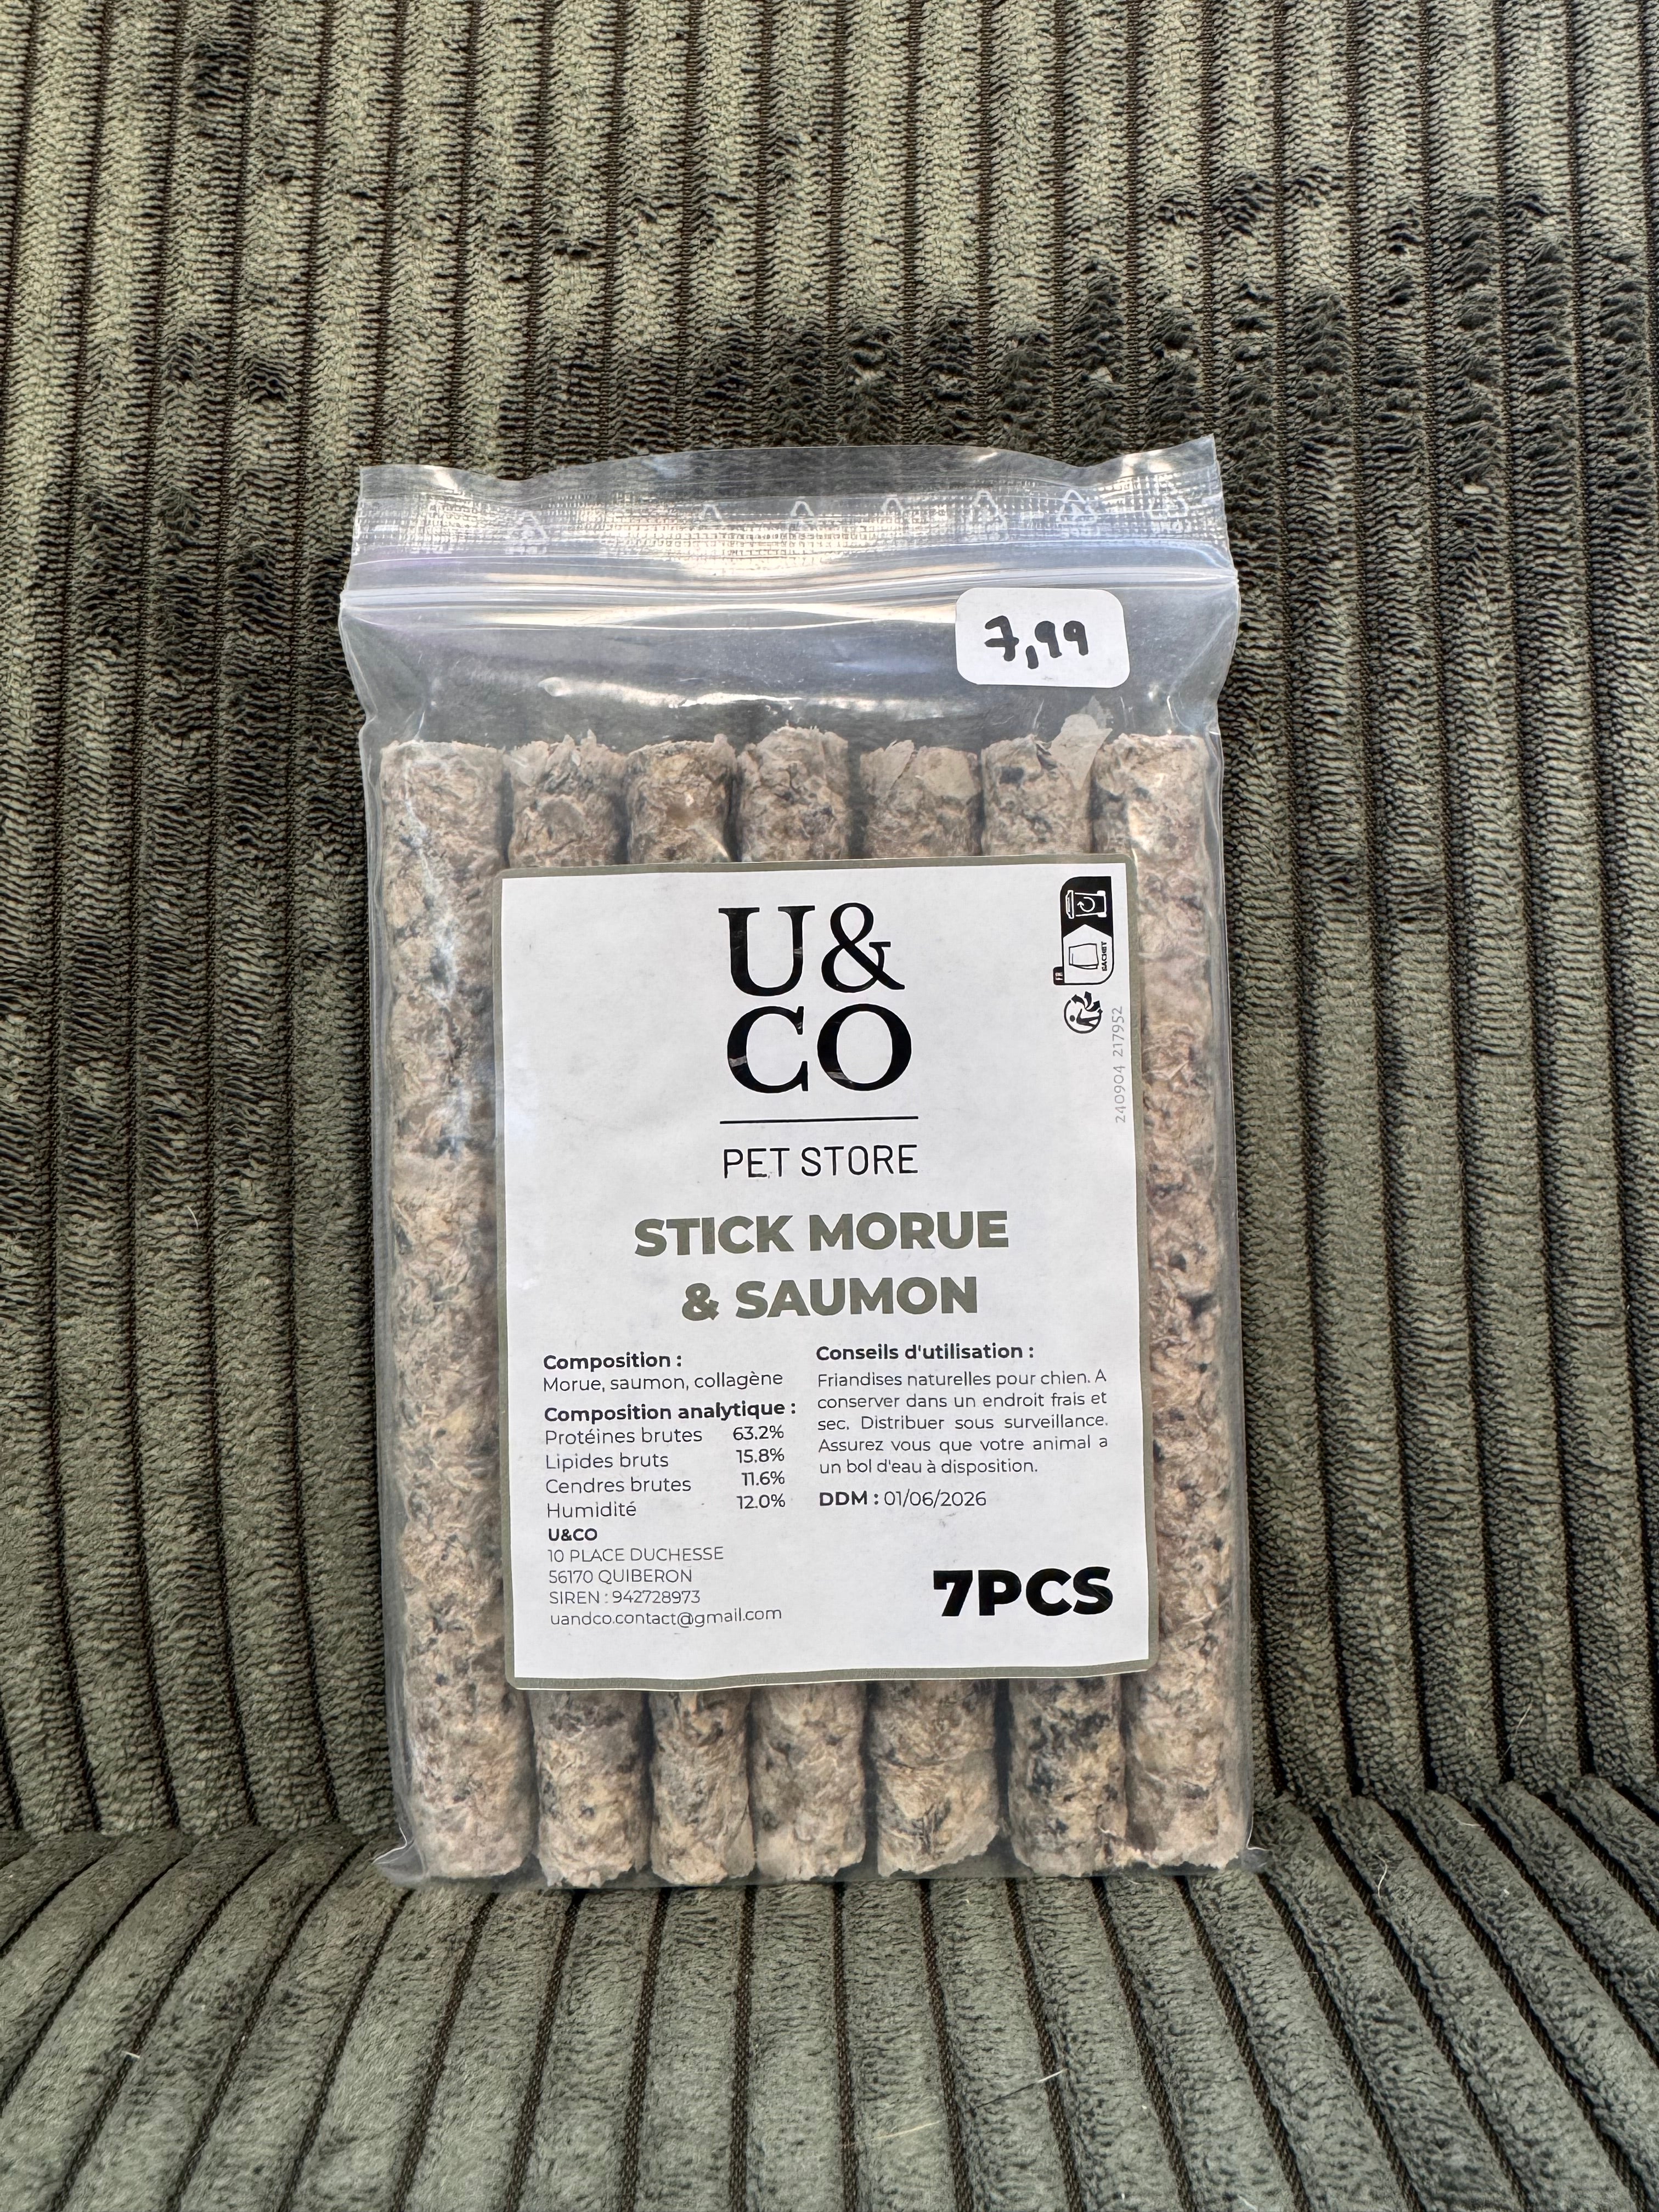 7,99
U&
CO
PET STORE
STICK MORUE
& SAUMON
Composition :
Morue, saumon, collagène
Composition analytique :
Protéines brutes 63.2%
Lipides bruts 15.8%
Cendres brutes 11.6%
Humidité 12.0%
U&CO
10 PLACE DUCHESSE
56170 QUIBERON
SIREN : 942728973
uandco.contact@gmail.com
Conseils d'utilisation :
Friandises naturelles pour chien. A
conserver dans un endroit frais et
sec. Distribuer sous surveillance.
Assurez vous que votre animal a
un bol d'eau à disposition.
DDM : 01/06/2026
7PCS
FR
SACHET
240904 217952